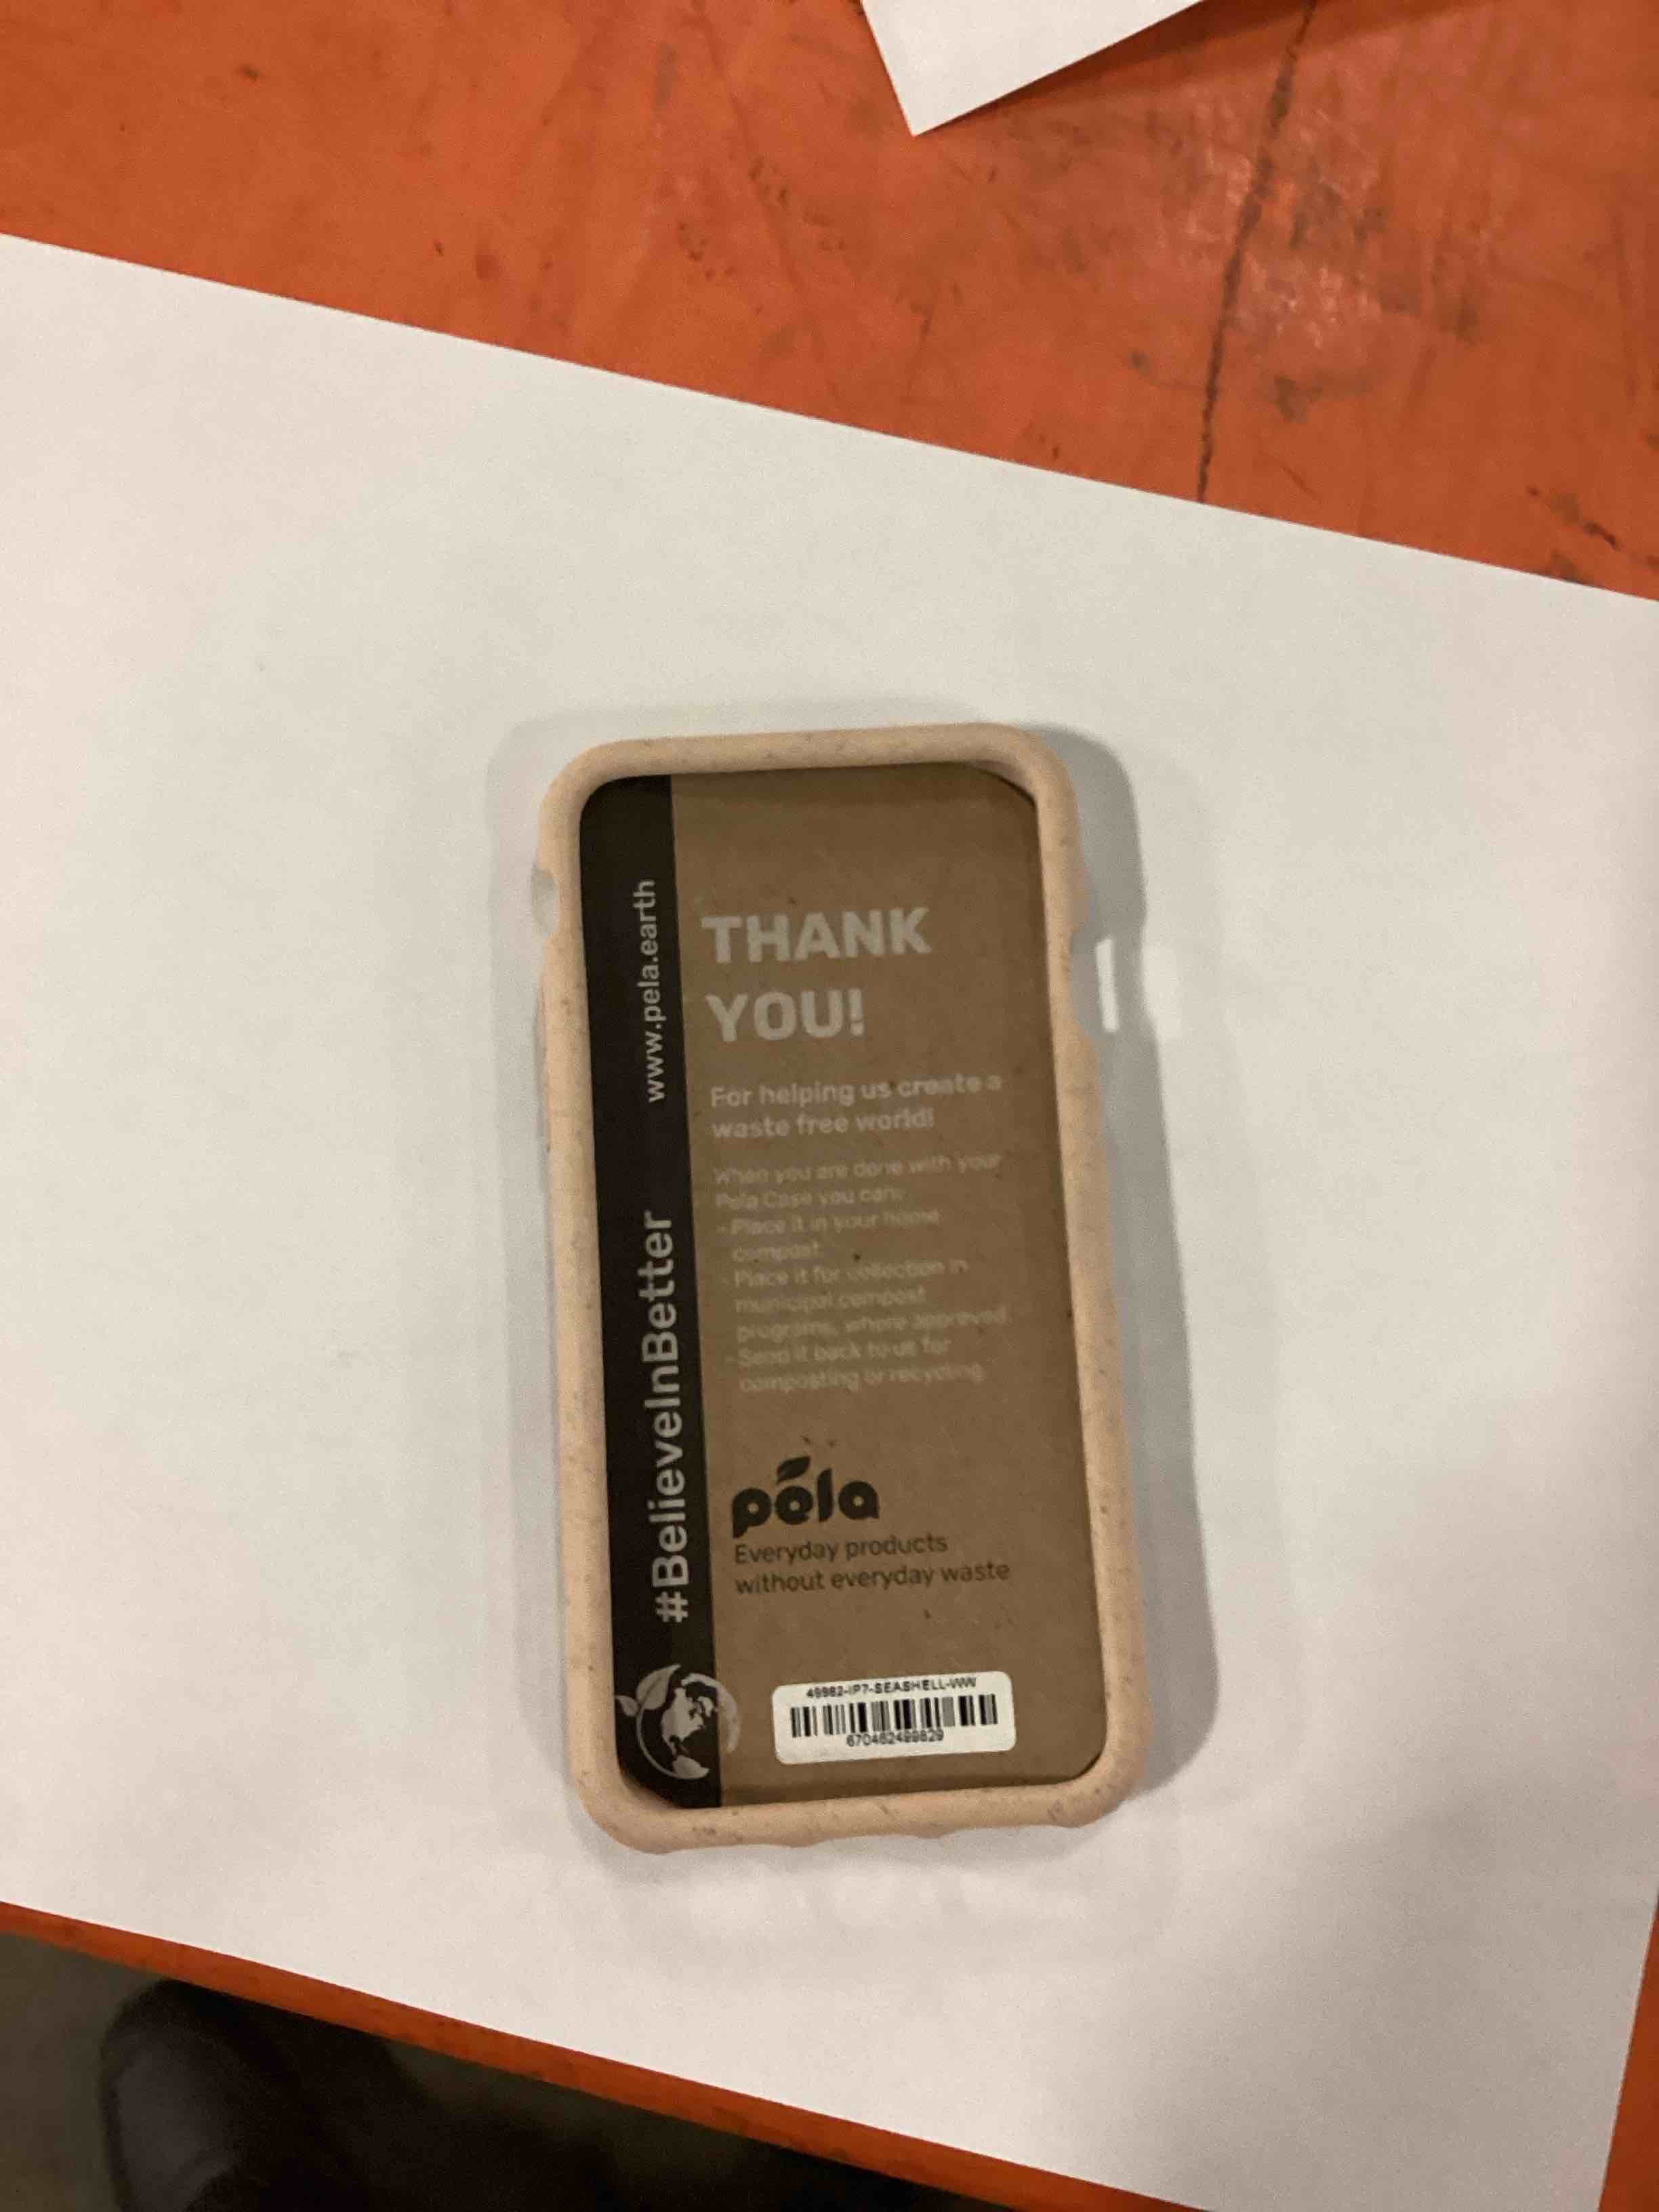 www.pela.earth
#BelieveInBetter
THANK
YOU!
For helping us create a
waste free world!
When you are done with your
Pela Case you can:
- Place it in your home
compost.
- Place it for collection in
municipal compost
programs, where approved.
- Send it back to us for
composting or recycling.
pela
Everyday products
without everyday waste
49982-IP7-SEASHELL-WW
670462499829